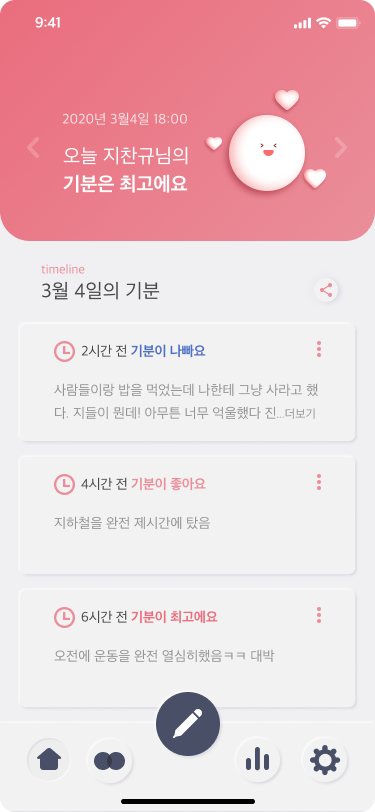 9:41
2020년 3월4일 18:00
오늘 지찬규님의
기분은 최고에요
timeline
3월 4일의 기분
2시간 전 기분이 나빠요
사람들이랑 밥을 먹었는데 나한테 그냥 사라고 했
다. 지들이 뭔데! 아무튼 너무 억울했다 진...더보기
4시간 전 기분이 좋아요
지하철을 완전 제시간에 탔음
6시간 전 기분이 최고에요
오전에 운동을 완전 열심히했음ㅋㅋ 대박